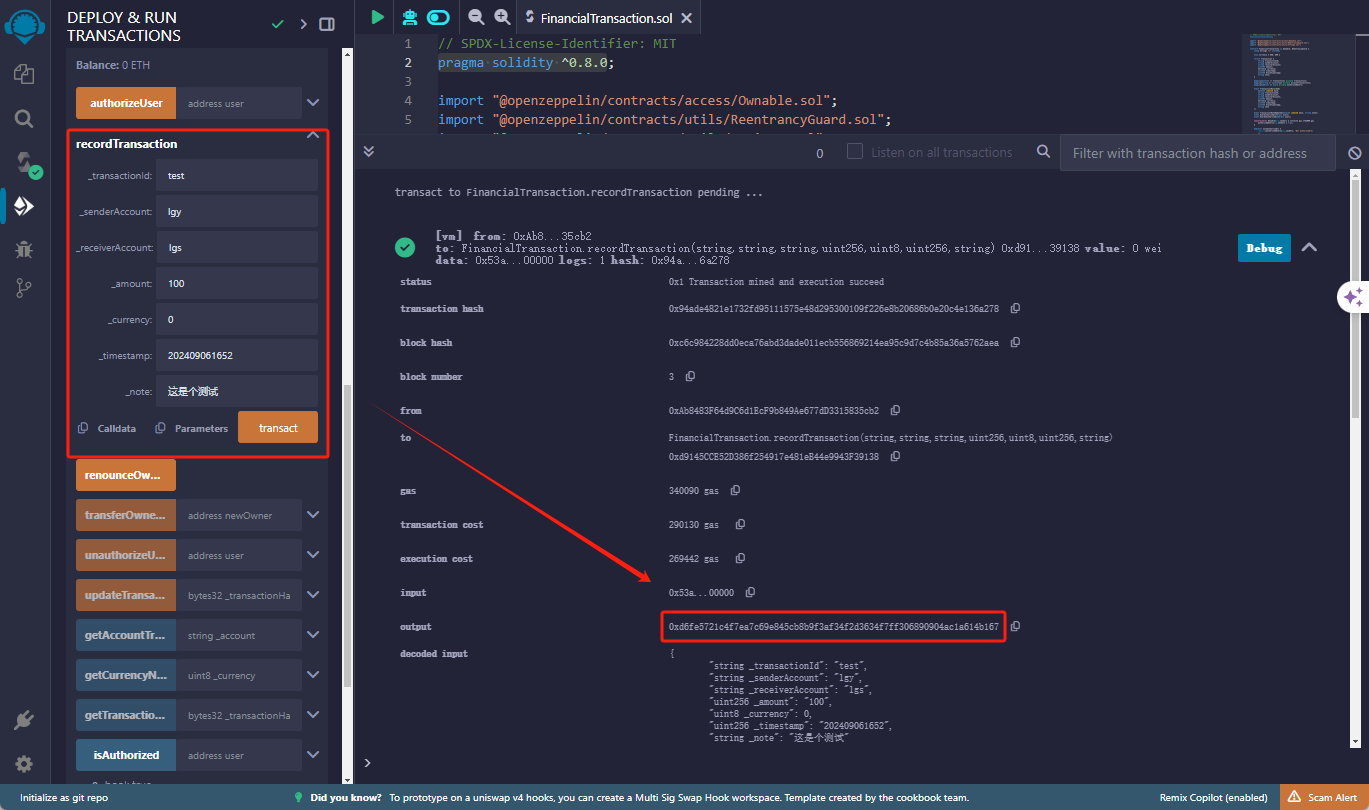 DEPLOY & RUN
TRANSACTIONS
Balance: 0 ETH
authorizeUser address user
recordTransaction
_transactionId: test
_senderAccount: lgy
_receiverAccount: lgs
_amount: 100
_currency: 0
_timestamp: 202409061652
_note: 这是个测试
Calldata Parameters transact
renounceOw...
transferOwne... address newOwner
unauthorizeU... address user
updateTransa... bytes32 _transactionHa
getAccountTr... string _account
getCurrencyN... uint8 _currency
getTransactio... bytes32 _transactionHa
isAuthorized address user
FinancialTransaction.sol
1 // SPDX-License-Identifier: MIT
2 pragma solidity ^0.8.0;
3
4 import "@openzeppelin/contracts/access/Ownable.sol";
5 import "@openzeppelin/contracts/utils/ReentrancyGuard.sol";
0 Listen on all transactions Filter with transaction hash or address
transact to FinancialTransaction.recordTransaction pending ...
[vm] from: 0xAb8...35cb2
to: FinancialTransaction.recordTransaction(string,string,string,uint256,uint8,uint256,string) 0xd91...39138 value: 0 wei
data: 0x53a...00000 logs: 1 hash: 0x94a...6a278
Debug
status 0x1 Transaction mined and execution succeed
transaction hash 0x94ade4821e1732fd95111575e48d295300109f226e8b20686b0e20c4e136a278
block hash 0xc6c984228dd0eca76abd3dade011ecb556869214ea95c9d7c4b85a36a5762aea
block number 3
from 0xAb8483F64d9C6d1EcF9b849Ae677dD3315835cb2
to FinancialTransaction.recordTransaction(string,string,string,uint256,uint8,uint256,string)
0xd9145CCE52D386f254917e481eB44e9943F39138
gas 340090 gas
transaction cost 290130 gas
execution cost 269442 gas
input 0x53a...00000
output 0xd6fe5721c4f7ea7c69e845cb8b9f3af34f2d3634f7ff306890904ac1a614b167
decoded input {
"string _transactionId": "test",
"string _senderAccount": "lgy",
"string _receiverAccount": "lgs",
"uint256 _amount": "100",
"uint8 _currency": 0,
"uint256 _timestamp": "202409061652",
"string _note": "这是个测试"
>
Initialize as git repo Did you know? To prototype on a uniswap v4 hooks, you can create a Multi Sig Swap Hook workspace. Template created by the cookbook team. Remix Copilot (enabled) Scam Alert